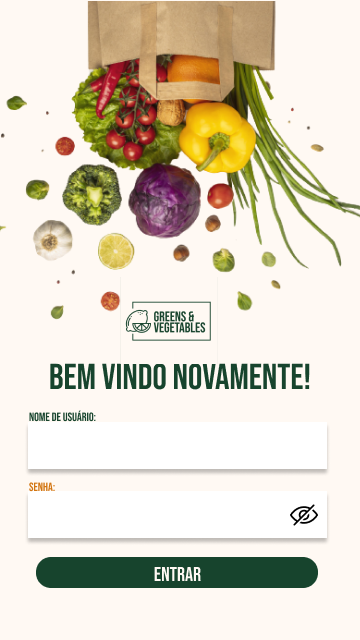 GREENS &
VEGETABLES
BEM VINDO NOVAMENTE!
NOME DE USUÁRIO:
SENHA:
ENTRAR